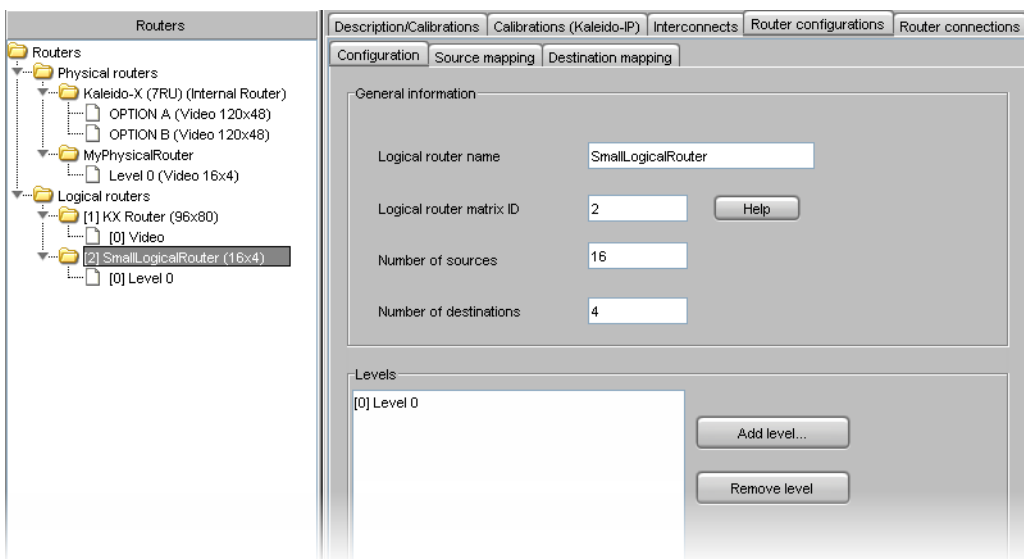 Routers
Routers
Physical routers
Kaleido-X (7RU) (Internal Router)
OPTION A (Video 120x48)
OPTION B (Video 120x48)
MyPhysicalRouter
Level 0 (Video 16x4)
Logical routers
[1] KX Router (96x80)
[0] Video
[2] SmallLogicalRouter (16x4)
[0] Level 0
Description/Calibrations Calibrations (Kaleido-IP) Interconnects Router configurations Router connections
Configuration Source mapping Destination mapping
General information
Logical router name SmallLogicalRouter
Logical router matrix ID 2 Help
Number of sources 16
Number of destinations 4
Levels
[0] Level 0
Add level...
Remove level